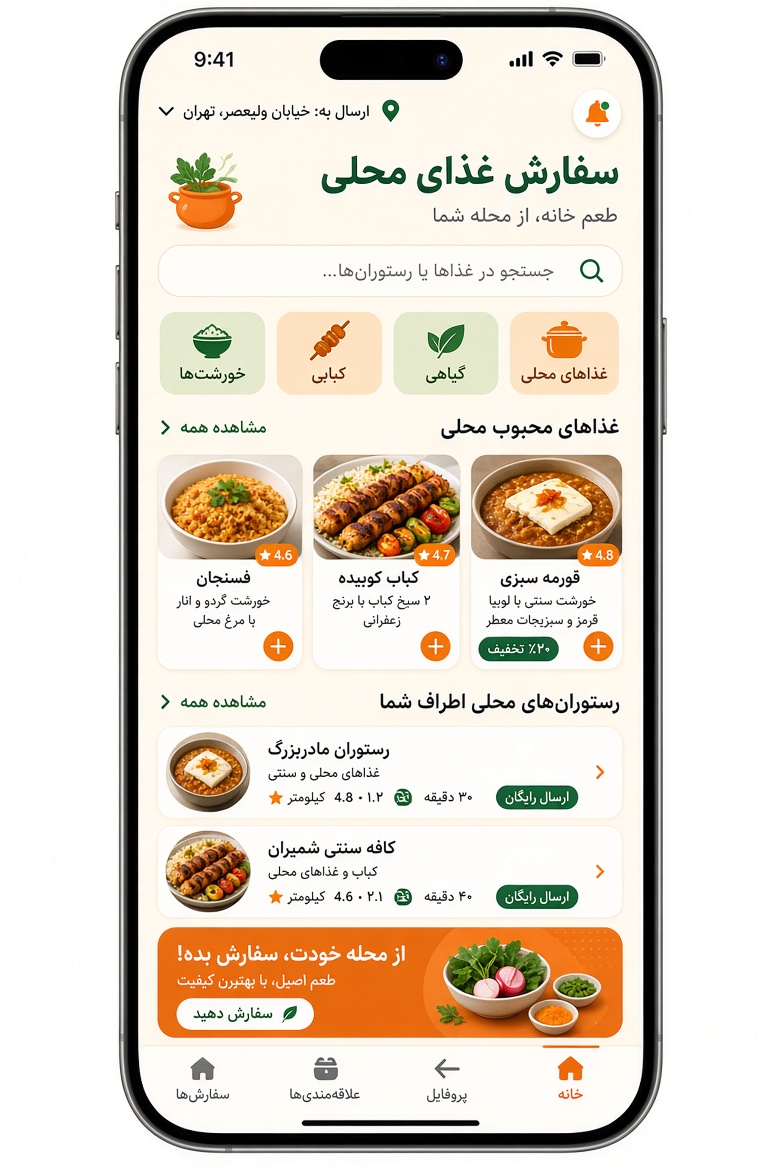 9:41
ارسال به: خیابان ولیعصر، تهران
سفارش غذای محلی
طعم خانه، از محله شما
جستجو در غذاها یا رستوران‌ها...
غذاهای محلی
گیاهی
کبابی
خورشت‌ها
غذاهای محبوب محلی
مشاهده همه
4.8
قورمه سبزی
خورشت سنتی با لوبیا
قرمز و سبزیجات معطر
٪۲۰ تخفیف
4.7
کباب کوبیده
۲ سیخ کباب با برنج
زعفرانی
4.6
فسنجان
خورشت گردو و انار
با مرغ محلی
رستوران‌های محلی اطراف شما
مشاهده همه
رستوران مادربزرگ
غذاهای محلی و سنتی
کیلومتر 4.8 • ۱.۲
۳۰ دقیقه
ارسال رایگان
کافه سنتی شمیران
کباب و غذاهای محلی
کیلومتر 4.6 • ۲.۱
۴۰ دقیقه
ارسال رایگان
از محله خودت، سفارش بده!
طعم اصیل، با بهترین کیفیت
سفارش دهید
خانه
پروفایل
علاقه‌مندی‌ها
سفارش‌ها